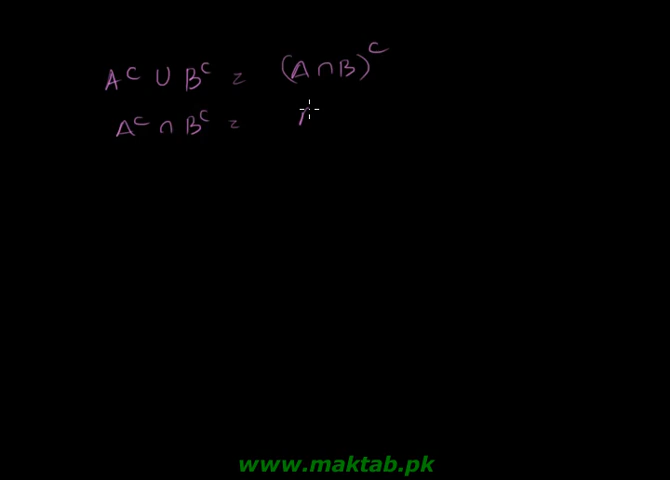 Aᶜ ∪ Bᶜ = (A ∩ B)ᶜ
Aᶜ ∩ Bᶜ =
www.maktab.pk